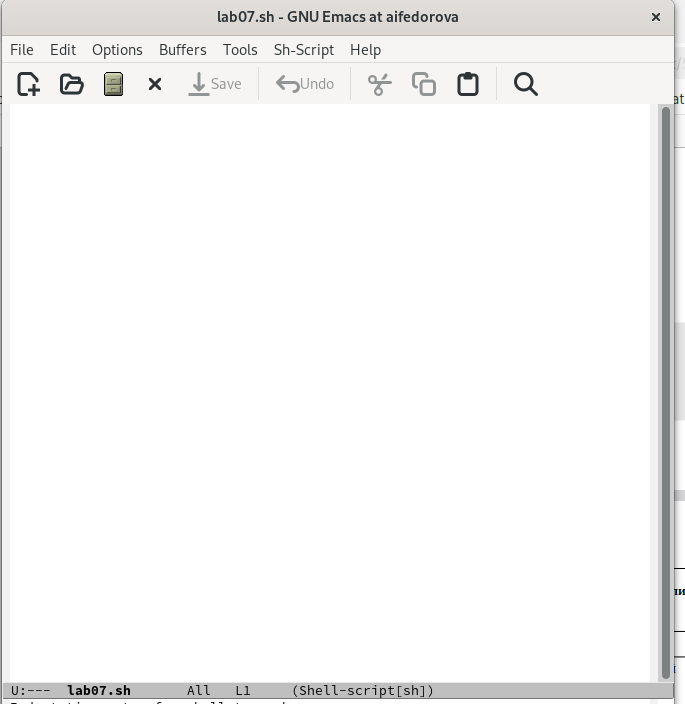 lab07.sh - GNU Emacs at aifedorova
File Edit Options Buffers Tools Sh-Script Help
Save Undo
at
U:--- lab07.sh All L1 (Shell-script[sh])